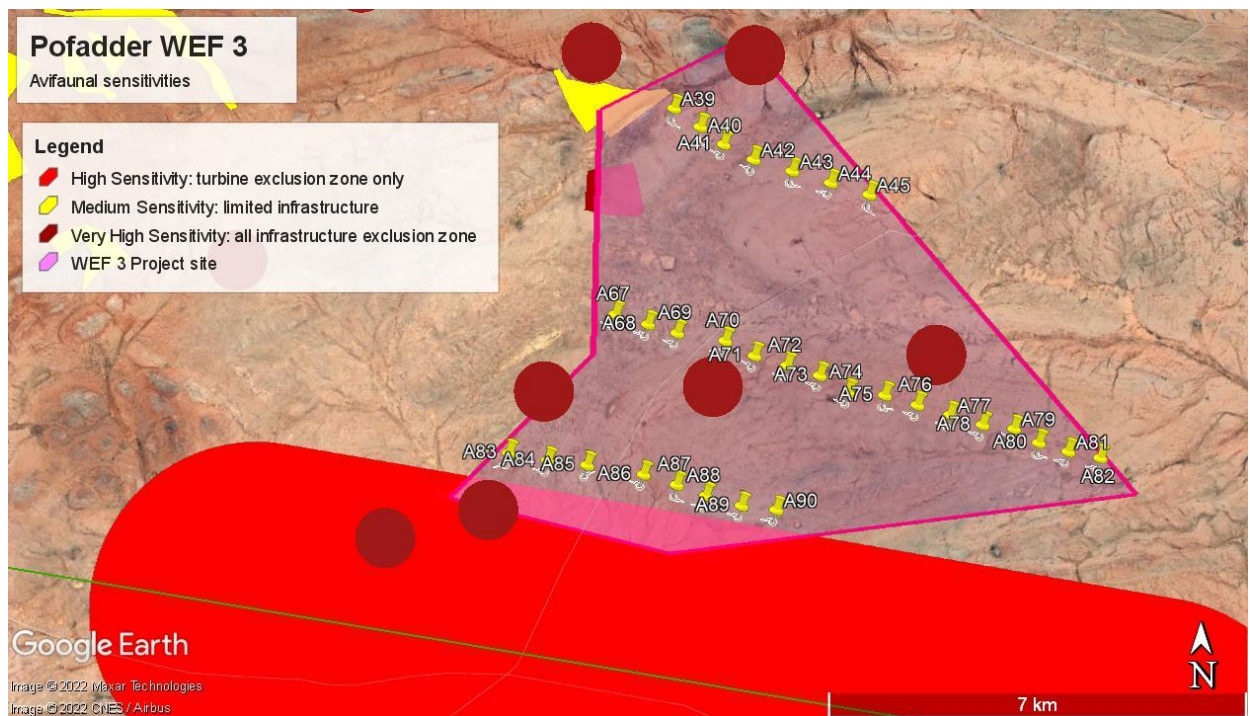 Pofadder WEF 3
Avifaunal sensitivities
Legend
High Sensitivity: turbine exclusion zone only
Medium Sensitivity: limited infrastructure
Very High Sensitivity: all infrastructure exclusion zone
WEF 3 Project site
A39
A40
A41
A42
A43
A44
A45
A67
A68
A69
A70
A71
A72
A73
A74
A75
A76
A77
A78
A79
A80
A81
A82
A83
A84
A85
A86
A87
A88
A89
A90
Google Earth
Image © 2022 Maxar Technologies
Image © 2022 CNES / Airbus
N
7 km